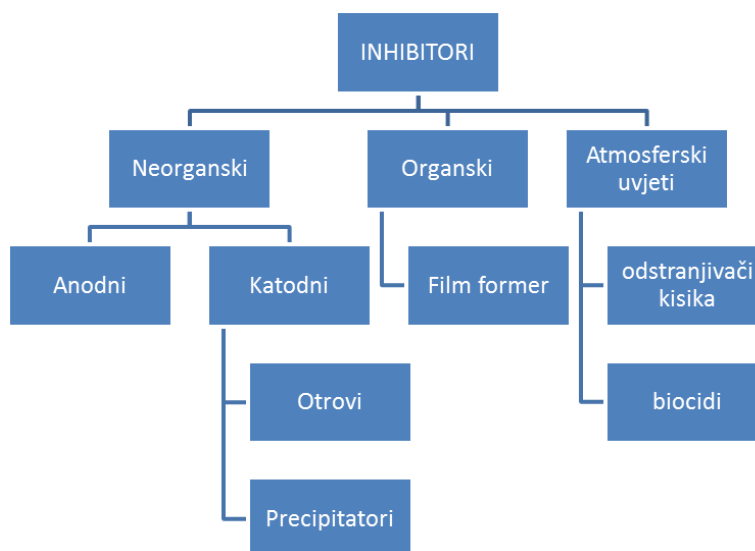 INHIBITORI
Neorganski
Organski
Atmosferski
uvjeti
Anodni
Katodni
Film former
odstranjivači
kisika
Otrovi
biocidi
Precipitatori